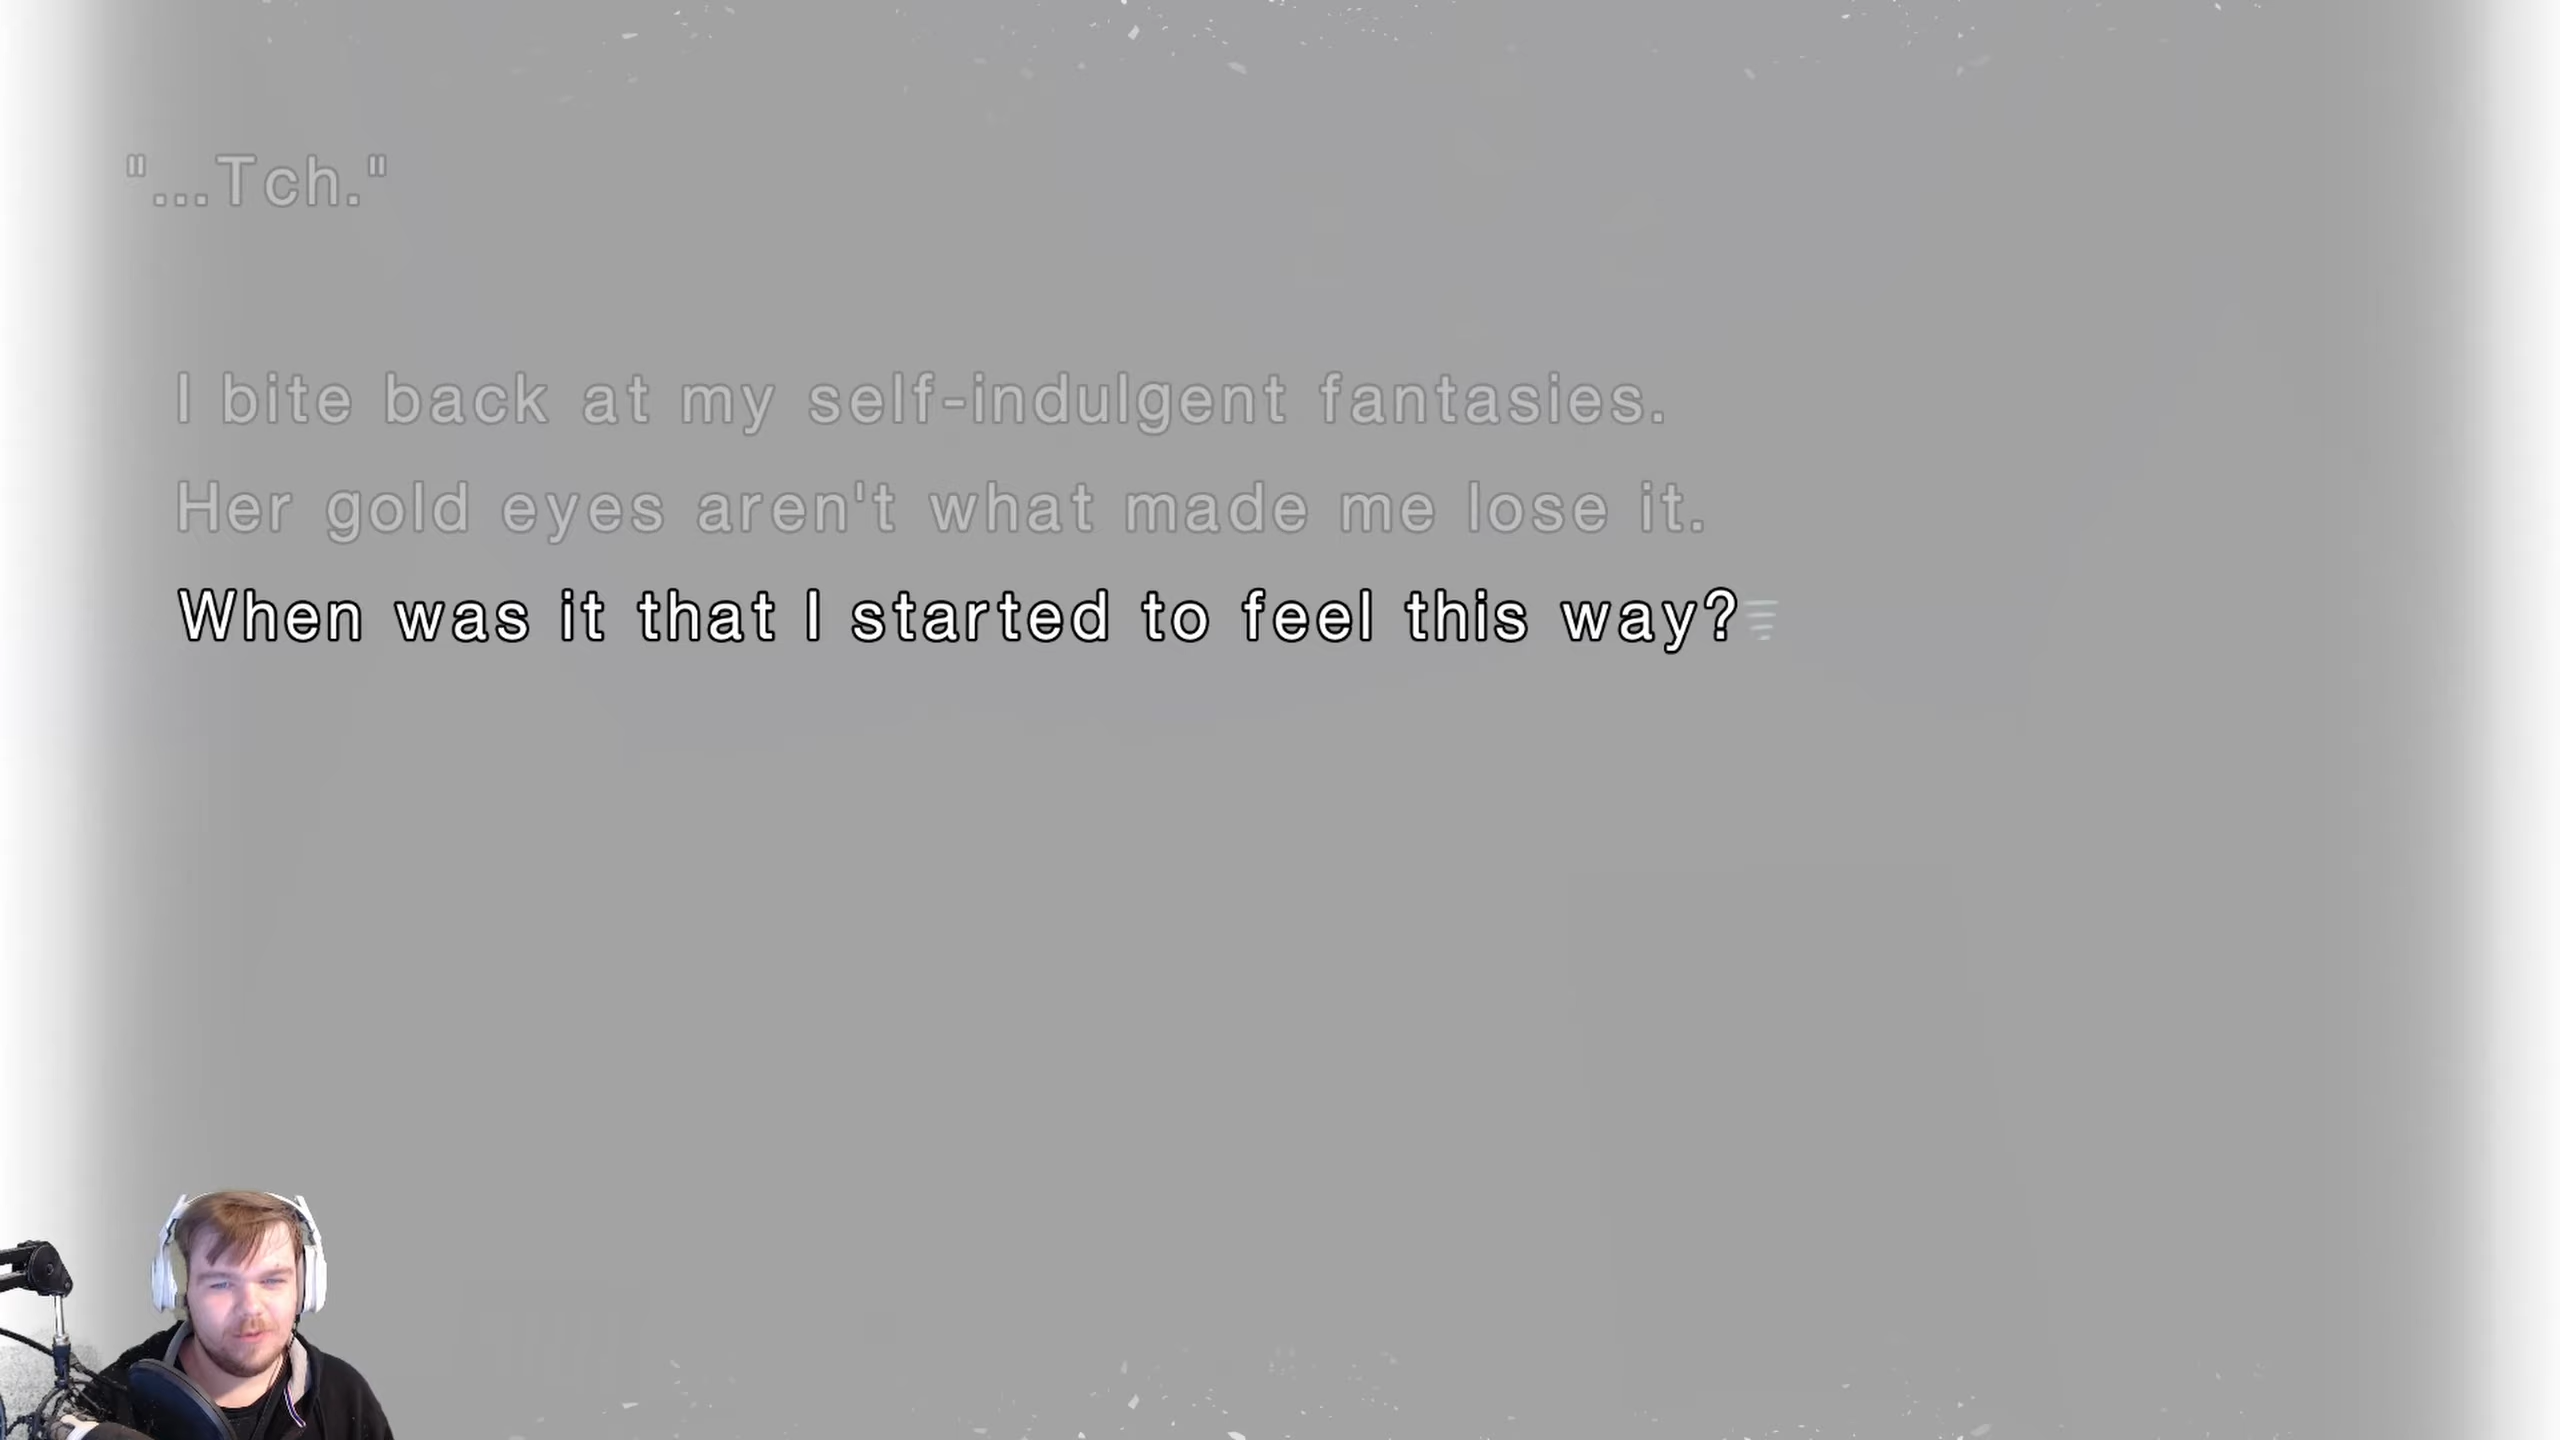 "...Tch."
I bite back at my self-indulgent fantasies.
Her gold eyes aren't what made me lose it.
When was it that I started to feel this way?